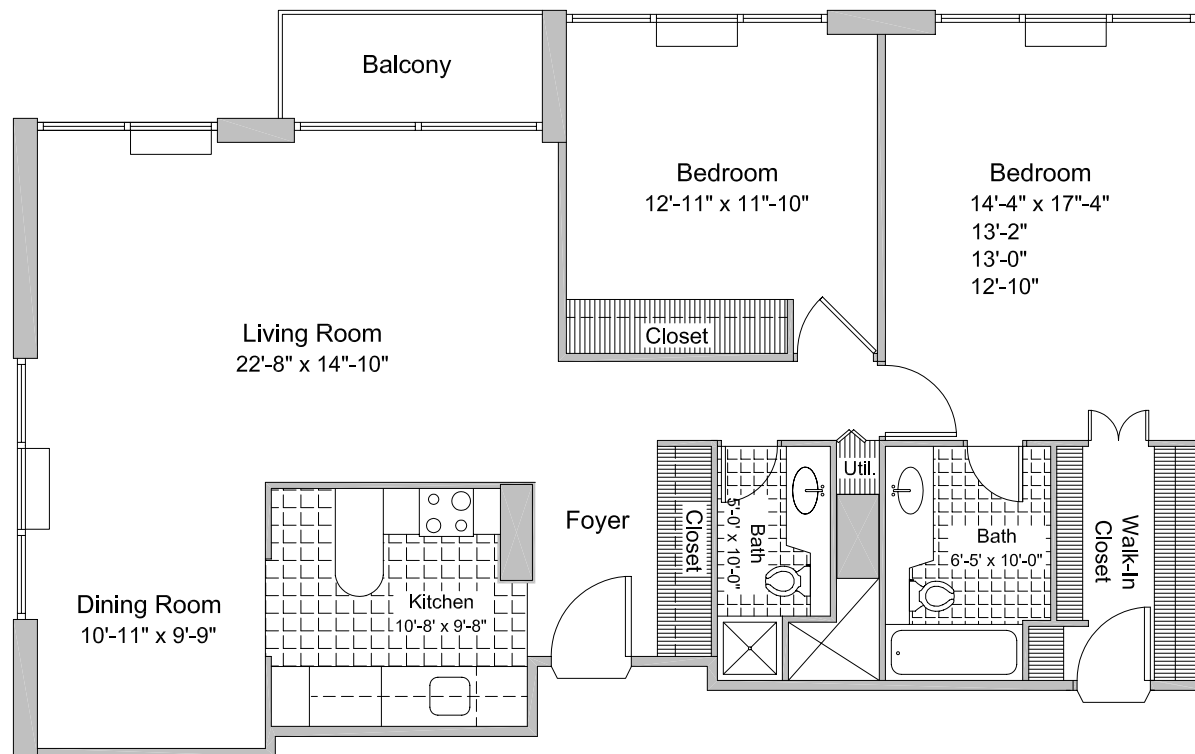 Balcony
Bedroom
12'-11" x 11"-10"
Bedroom
14'-4" x 17"-4"
13'-2"
13'-0"
12'-10"
Closet
Living Room
22'-8" x 14"-10"
Util.
Foyer
Closet
Bath
5'-0' x 10'-0"
Bath
6'-5' x 10'-0"
Walk-In
Closet
Kitchen
10'-8' x 9'-8"
Dining Room
10'-11" x 9'-9"